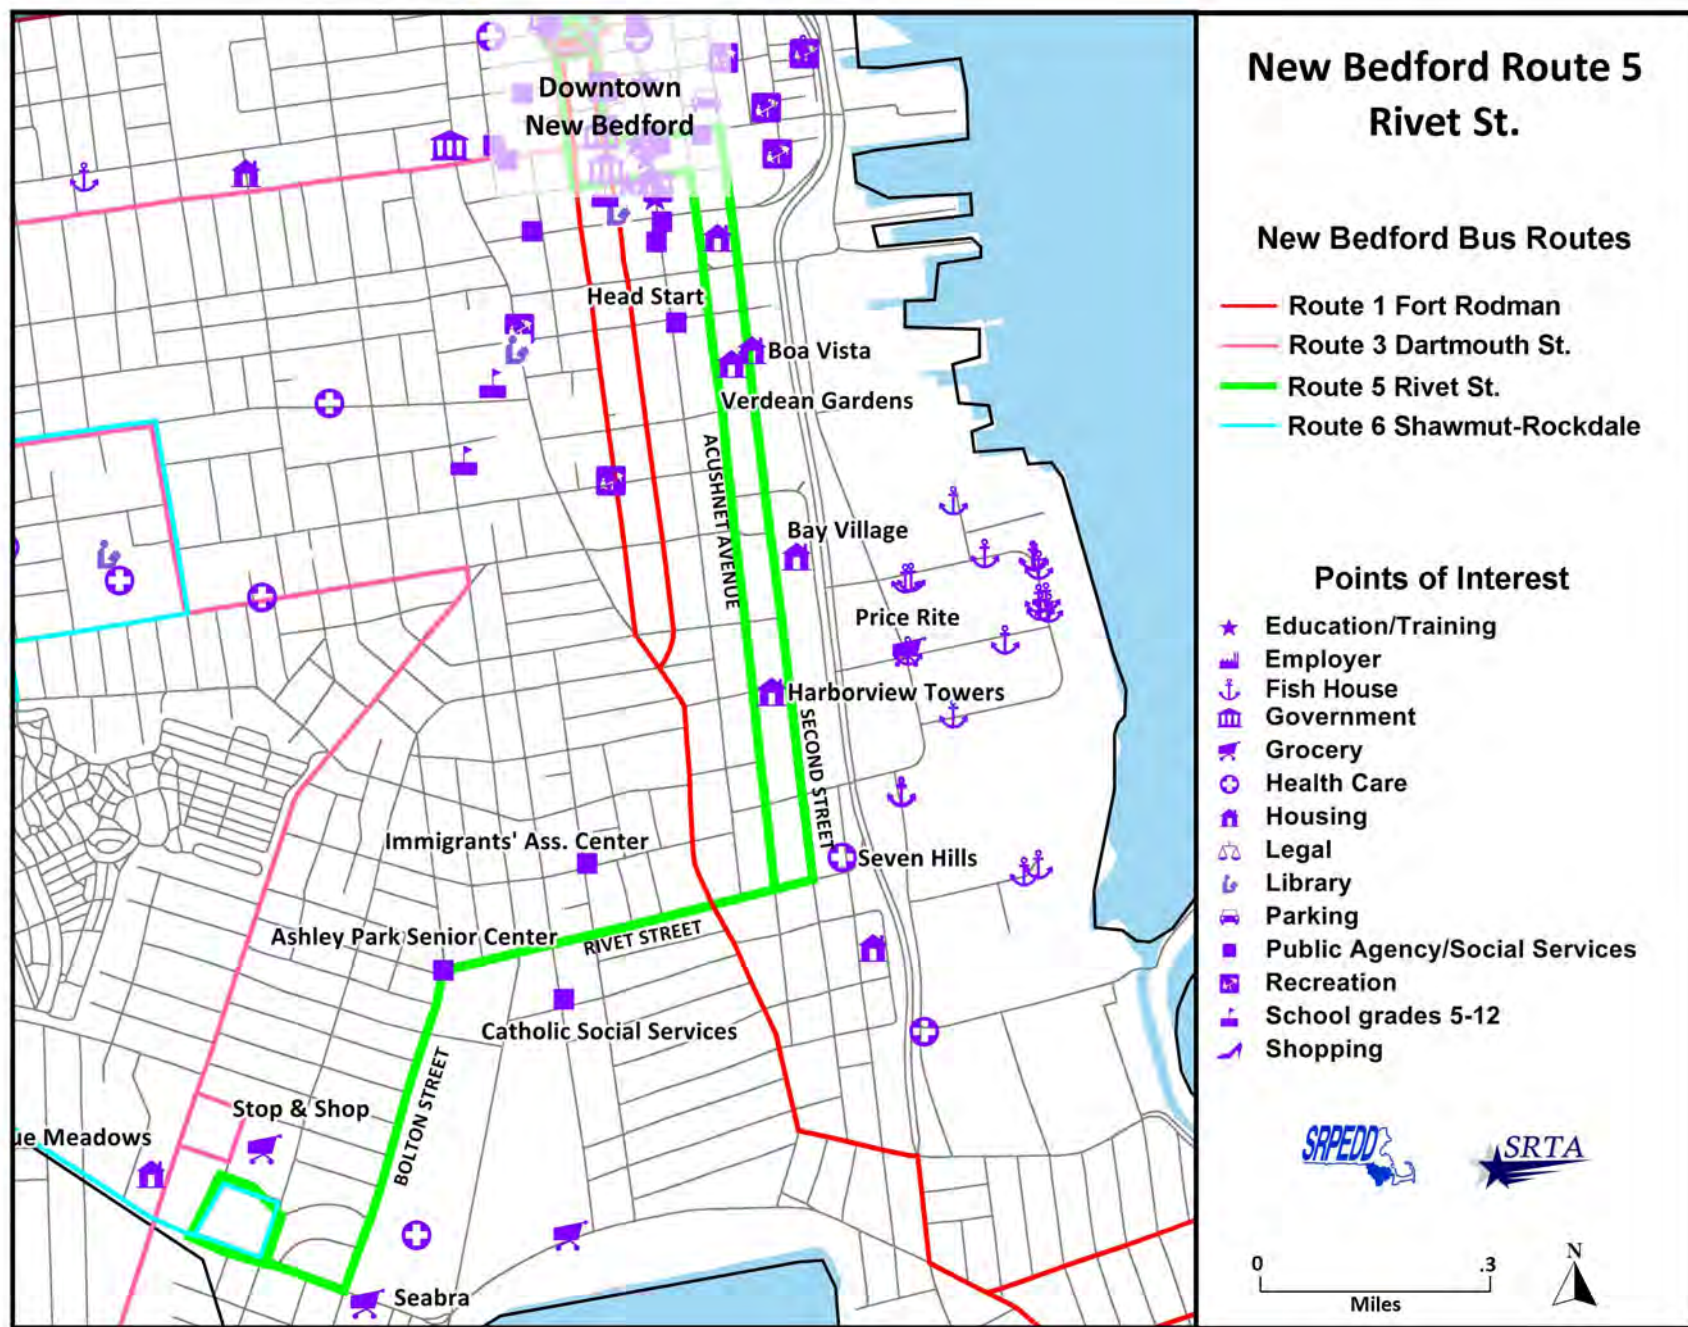 Downtown
New Bedford
Head Start
Boa Vista
Verdean Gardens
ACUSHNET AVENUE
Bay Village
Price Rite
Harborview Towers
SECOND STREET
Immigrants' Ass. Center
Seven Hills
Ashley Park Senior Center
RIVET STREET
Catholic Social Services
BOLTON STREET
Stop & Shop
ue Meadows
Seabra
New Bedford Route 5
Rivet St.
New Bedford Bus Routes
Route 1 Fort Rodman
Route 3 Dartmouth St.
Route 5 Rivet St.
Route 6 Shawmut-Rockdale
Points of Interest
Education/Training
Employer
Fish House
Government
Grocery
Health Care
Housing
Legal
Library
Parking
Public Agency/Social Services
Recreation
School grades 5-12
Shopping
SRPEDD
SRTA
0 .3
Miles
N